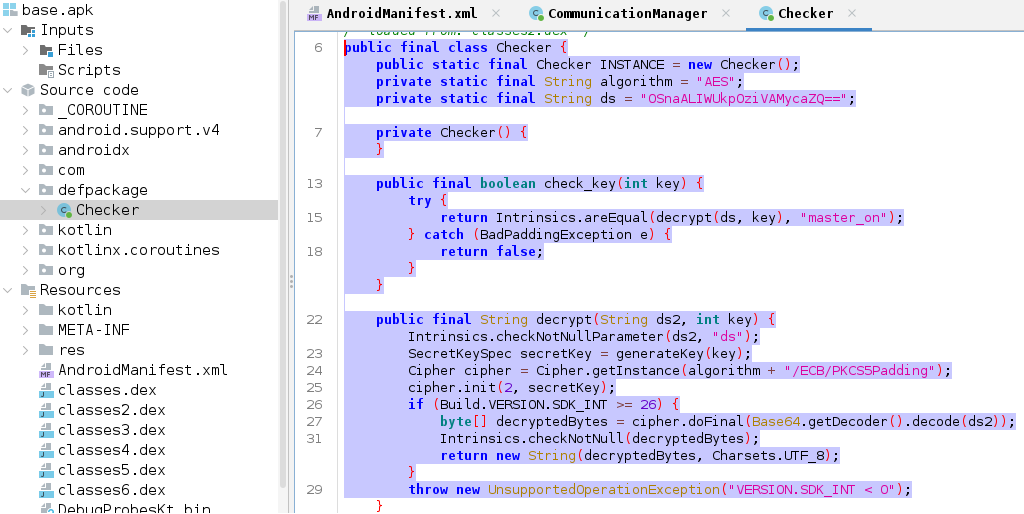 base.apk
Inputs
Files
Scripts
Source code
_COROUTINE
android.support.v4
androidx
com
defpackage
Checker
kotlin
kotlinx.coroutines
org
Resources
kotlin
META-INF
res
AndroidManifest.xml
classes.dex
classes2.dex
classes3.dex
classes4.dex
classes5.dex
classes6.dex
DebugProbesKt.bin
AndroidManifest.xml × CommunicationManager × Checker ×
/* loaded from: classes2.dex */
6 public final class Checker {
public static final Checker INSTANCE = new Checker();
private static final String algorithm = "AES";
private static final String ds = "OSnaALIWUkpOziVAMycaZQ==";
7 private Checker() {
}
13 public final boolean check_key(int key) {
try {
15 return Intrinsics.areEqual(decrypt(ds, key), "master_on");
} catch (BadPaddingException e) {
18 return false;
}
}
22 public final String decrypt(String ds2, int key) {
Intrinsics.checkNotNullParameter(ds2, "ds");
23 SecretKeySpec secretKey = generateKey(key);
24 Cipher cipher = Cipher.getInstance(algorithm + "/ECB/PKCS5Padding");
25 cipher.init(2, secretKey);
26 if (Build.VERSION.SDK_INT >= 26) {
27 byte[] decryptedBytes = cipher.doFinal(Base64.getDecoder().decode(ds2));
31 Intrinsics.checkNotNull(decryptedBytes);
return new String(decryptedBytes, Charsets.UTF_8);
}
29 throw new UnsupportedOperationException("VERSION.SDK_INT < O");
}